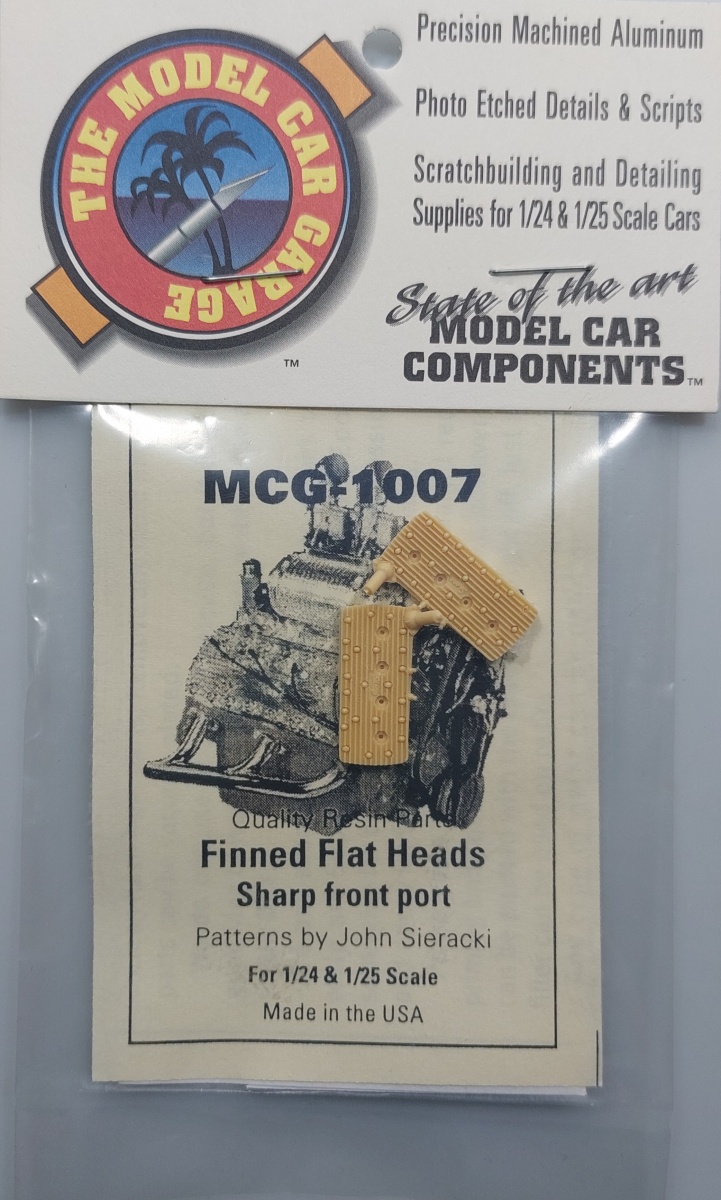 THE MODEL CAR GARAGE
™
Precision Machined Aluminum
Photo Etched Details & Scripts
Scratchbuilding and Detailing
Supplies for 1/24 & 1/25 Scale Cars
State of the art
MODEL CAR
COMPONENTS™
MCG-1007
Quality Resin Parts
Finned Flat Heads
Sharp front port
Patterns by John Sieracki
For 1/24 & 1/25 Scale
Made in the USA